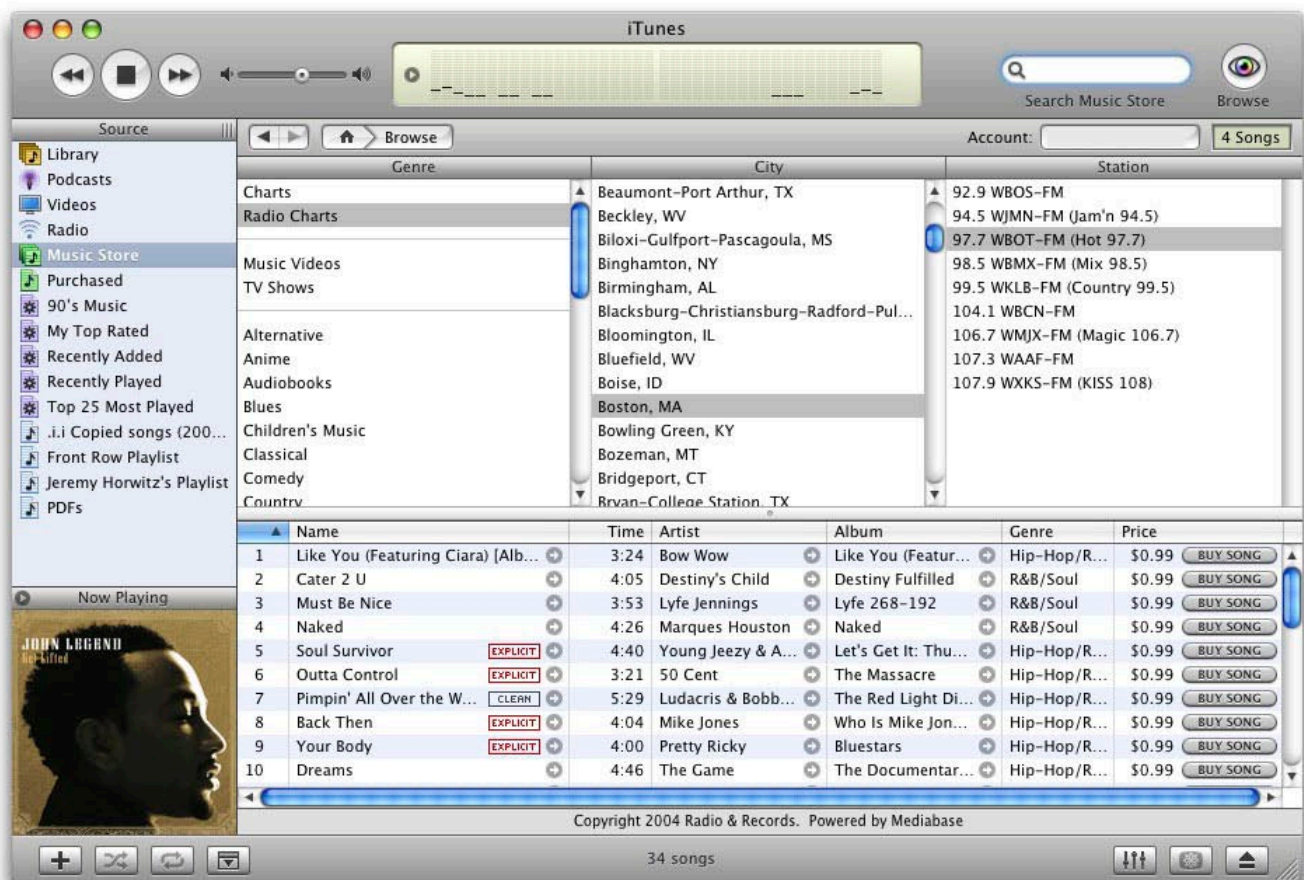 iTunes
Search Music Store
Browse
Source
Library
Podcasts
Videos
Radio
Music Store
Purchased
90's Music
My Top Rated
Recently Added
Recently Played
Top 25 Most Played
.i.i Copied songs (200...
Front Row Playlist
Jeremy Horwitz's Playlist
PDFs
Now Playing
JOHN LEGEND
Get Lifted
Browse
Account:
4 Songs
Genre
Charts
Radio Charts
Music Videos
TV Shows
Alternative
Anime
Audiobooks
Blues
Children's Music
Classical
Comedy
Country
City
Beaumont-Port Arthur, TX
Beckley, WV
Biloxi-Gulfport-Pascagoula, MS
Binghamton, NY
Birmingham, AL
Blacksburg-Christiansburg-Radford-Pul...
Bloomington, IL
Bluefield, WV
Boise, ID
Boston, MA
Bowling Green, KY
Bozeman, MT
Bridgeport, CT
Bryan-College Station, TX
Station
92.9 WBOS-FM
94.5 WJMN-FM (Jam'n 94.5)
97.7 WBOT-FM (Hot 97.7)
98.5 WBMX-FM (Mix 98.5)
99.5 WKLB-FM (Country 99.5)
104.1 WBCN-FM
106.7 WMJX-FM (Magic 106.7)
107.3 WAAF-FM
107.9 WXKS-FM (KISS 108)
Name Time Artist Album Genre Price
1 Like You (Featuring Ciara) [Alb... 3:24 Bow Wow Like You (Featur... Hip-Hop/R... $0.99 BUY SONG
2 Cater 2 U 4:05 Destiny's Child Destiny Fulfilled R&B/Soul $0.99 BUY SONG
3 Must Be Nice 3:53 Lyfe Jennings Lyfe 268-192 R&B/Soul $0.99 BUY SONG
4 Naked 4:26 Marques Houston Naked R&B/Soul $0.99 BUY SONG
5 Soul Survivor EXPLICIT 4:40 Young Jeezy & A... Let's Get It: Thu... Hip-Hop/R... $0.99 BUY SONG
6 Outta Control EXPLICIT 3:21 50 Cent The Massacre Hip-Hop/R... $0.99 BUY SONG
7 Pimpin' All Over the W... CLEAN 5:29 Ludacris & Bobb... The Red Light Di... Hip-Hop/R... $0.99 BUY SONG
8 Back Then EXPLICIT 4:04 Mike Jones Who Is Mike Jon... Hip-Hop/R... $0.99 BUY SONG
9 Your Body EXPLICIT 4:00 Pretty Ricky Bluestars Hip-Hop/R... $0.99 BUY SONG
10 Dreams 4:46 The Game The Documentar... Hip-Hop/R... $0.99 BUY SONG
Copyright 2004 Radio & Records. Powered by Mediabase
34 songs